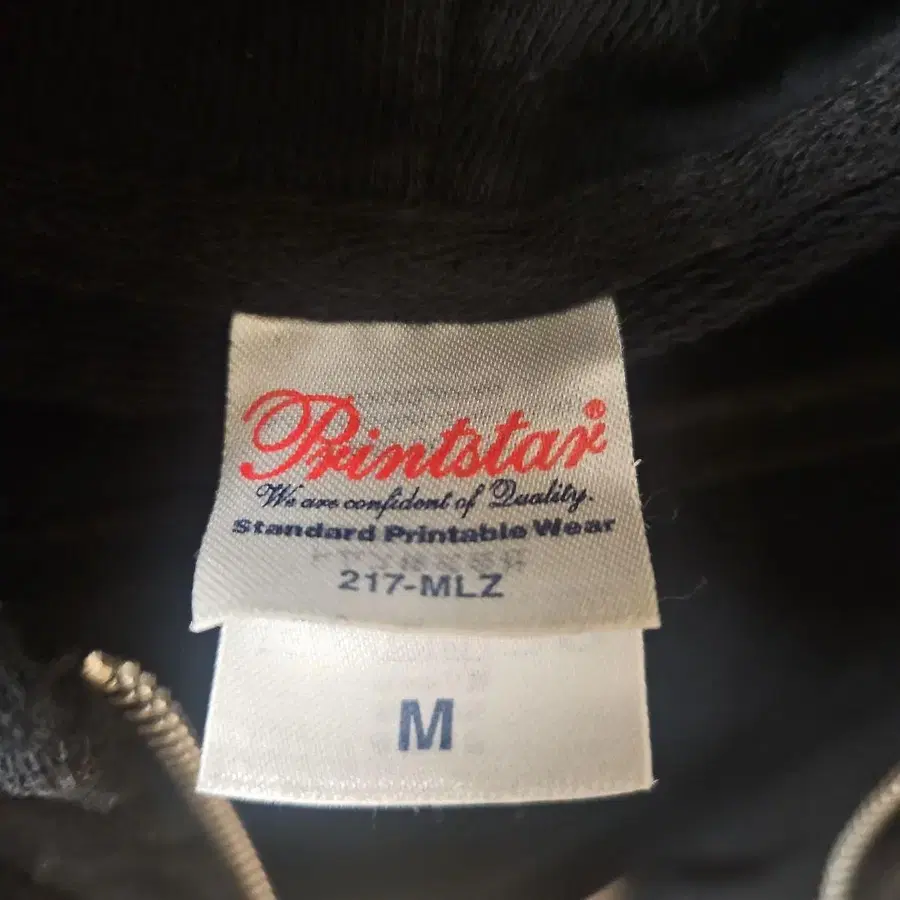 Printstar®
We are confident of Quality.
Standard Printable Wear
217-MLZ
M